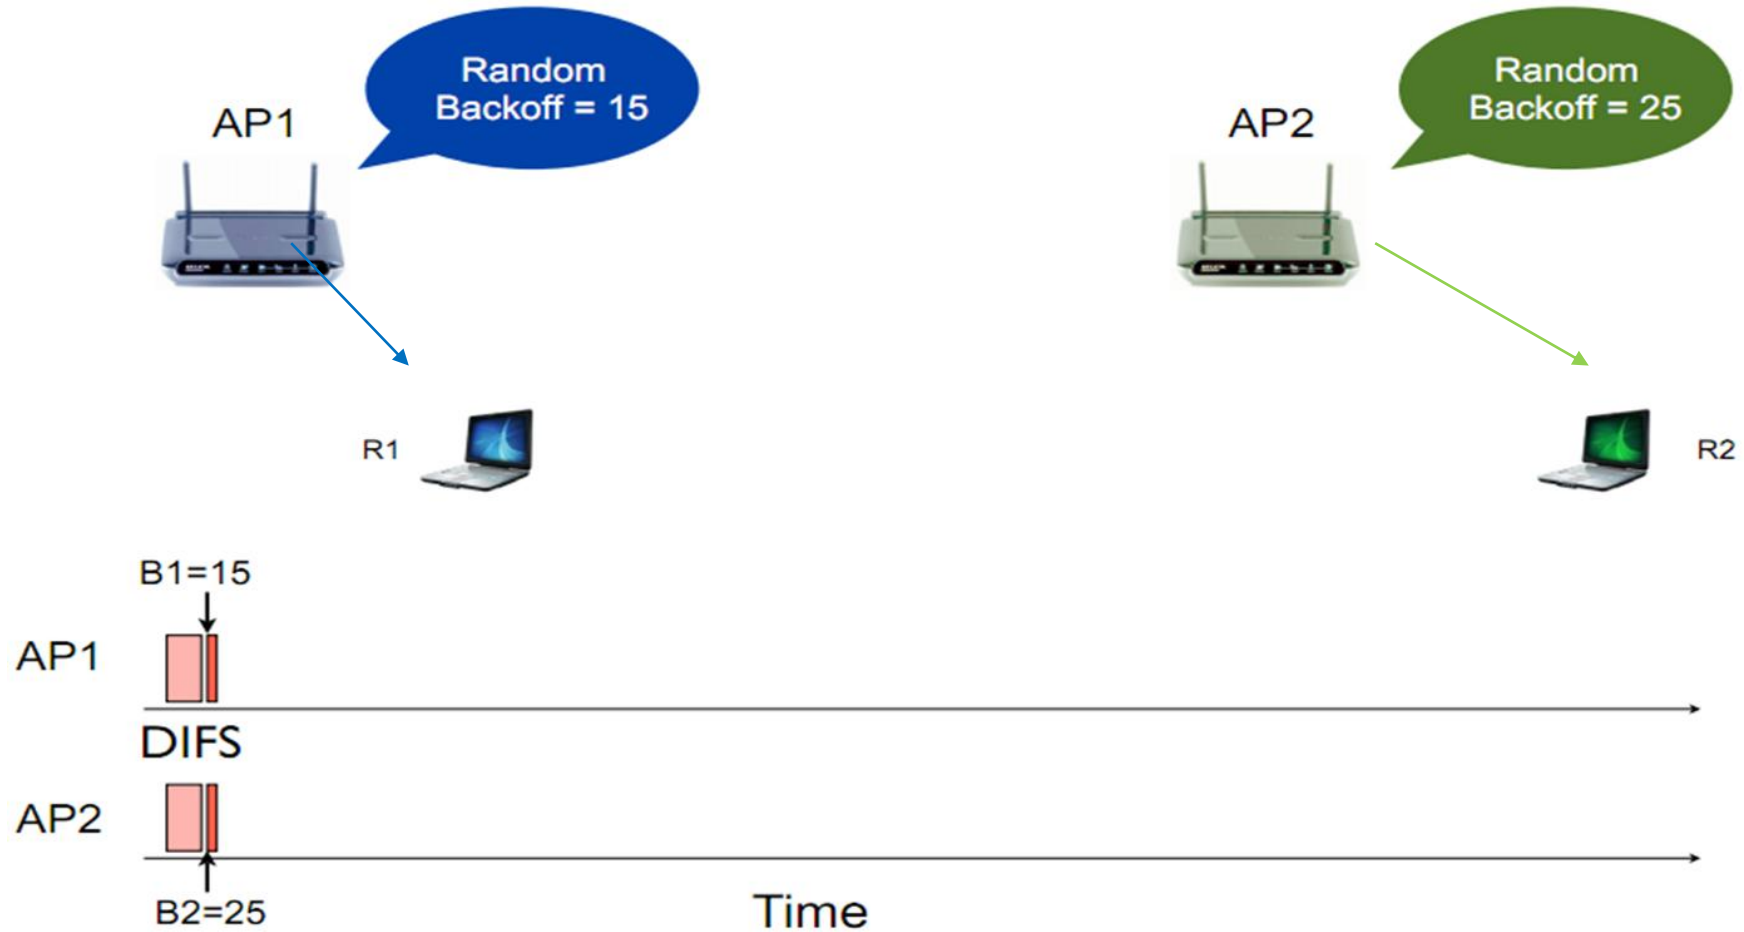 Random
Backoff = 15
Random
Backoff = 25
AP1
AP2
R1
R2
B1=15
AP1
DIFS
AP2
B2=25
Time